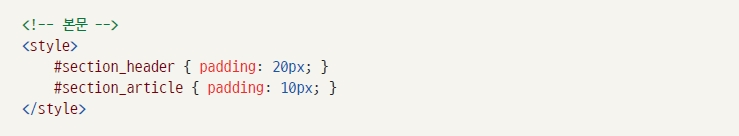 <!-- 본문 -->
<style>
    #section_header { padding: 20px; }
    #section_article { padding: 10px; }
</style>